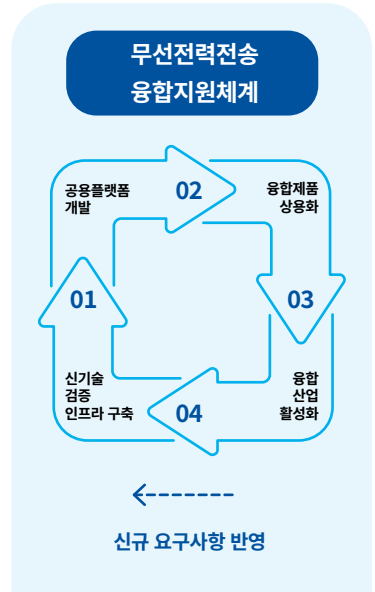 무선전력전송
융합지원체계
공용플랫폼
개발
02
융합제품
상용화
01
03
신기술
검증
인프라 구축
04
융합
산업
활성화
신규 요구사항 반영